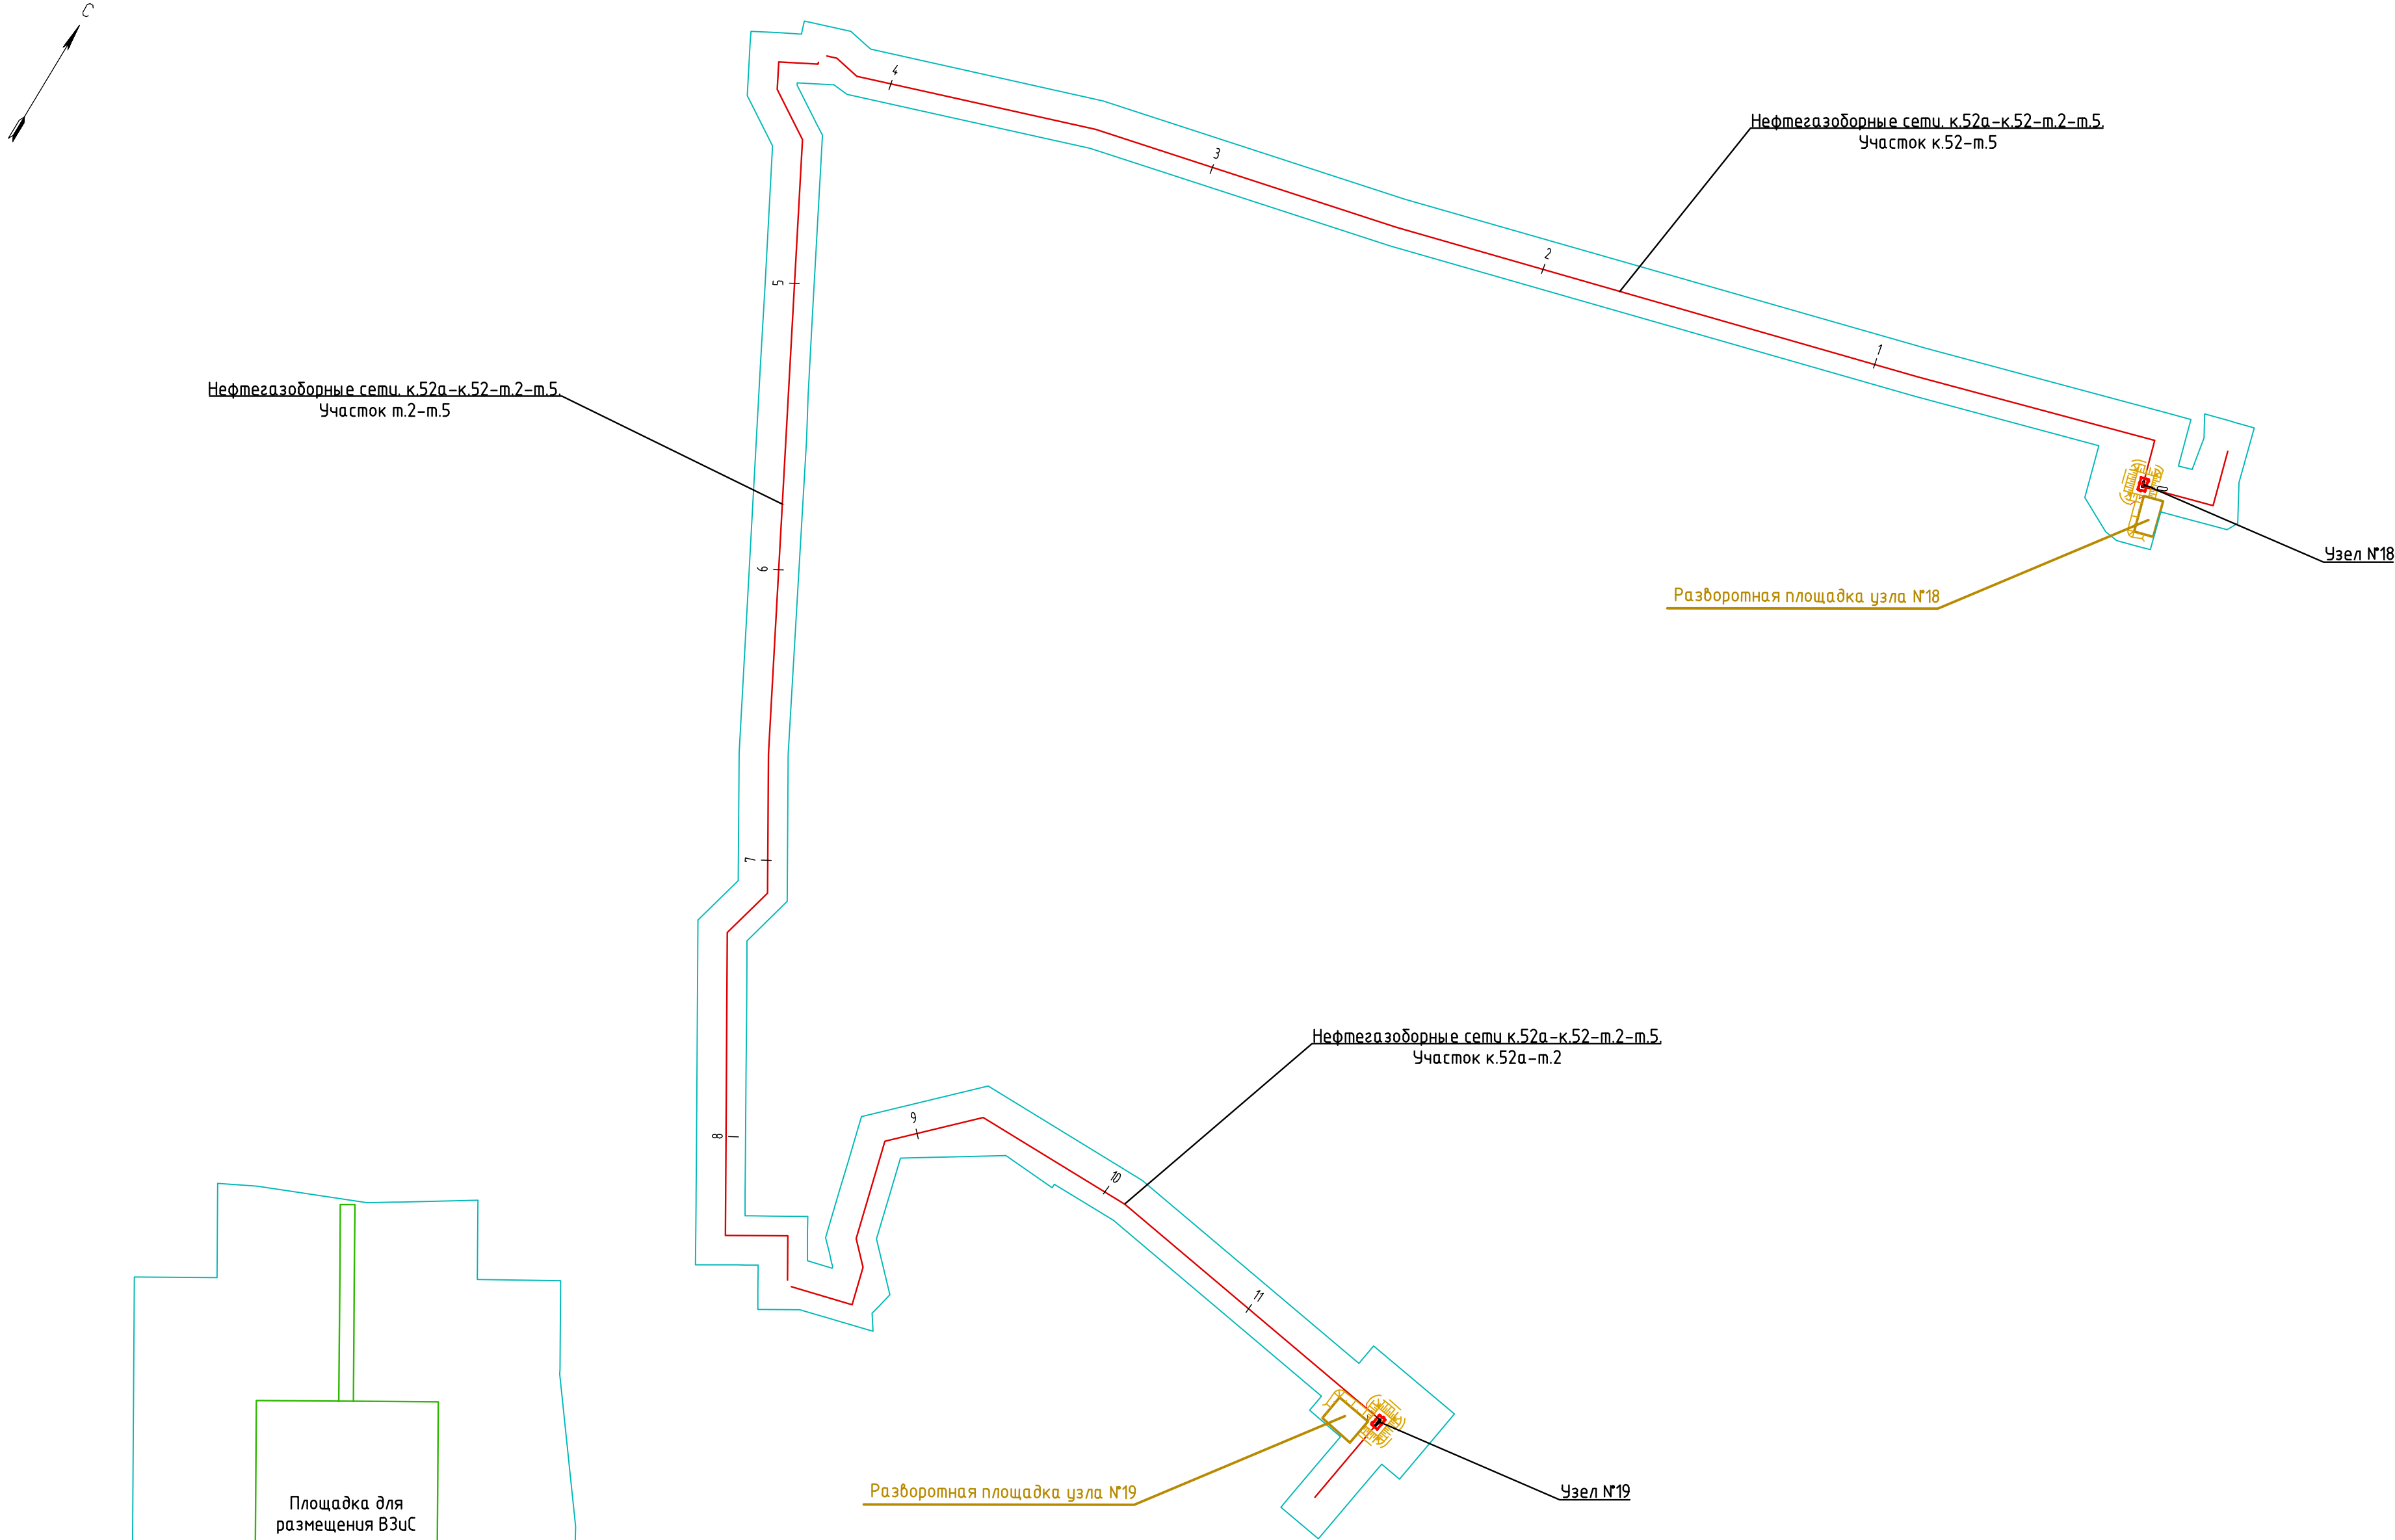 С
4
3
2
1
0
Нефтегазоборные сети. к.52а-к.52-т.2-т.5.
Участок к.52-т.5
5
Нефтегазоборные сети. к.52а-к.52-т.2-т.5.
Участок т.2-т.5
Узел №18
Разворотная площадка узла №18
6
7
8
Нефтегазоборные сети к.52а-к.52-т.2-т.5.
Участок к.52а-т.2
9
10
11
Разворотная площадка узла №19
Узел №19
Площадка для
размещения ВЗиС